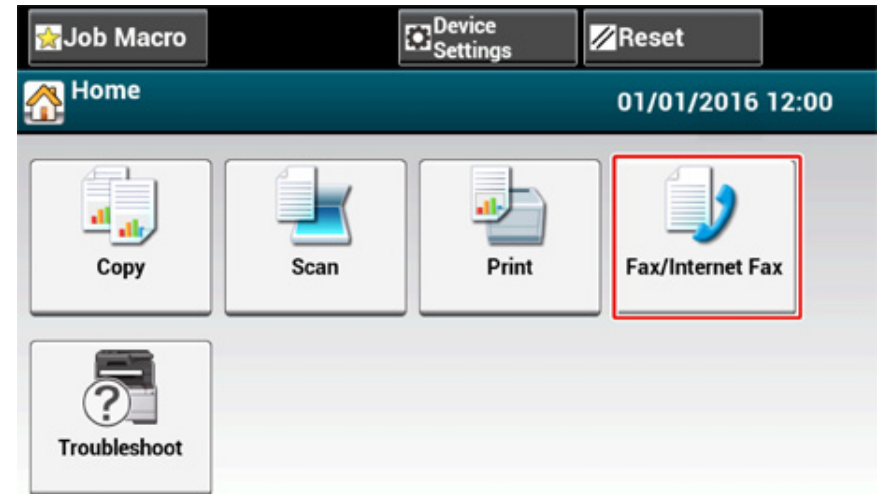 Job Macro
Device
Settings
Reset
Home
01/01/2016 12:00
Copy
Scan
Print
Fax/Internet Fax
Troubleshoot